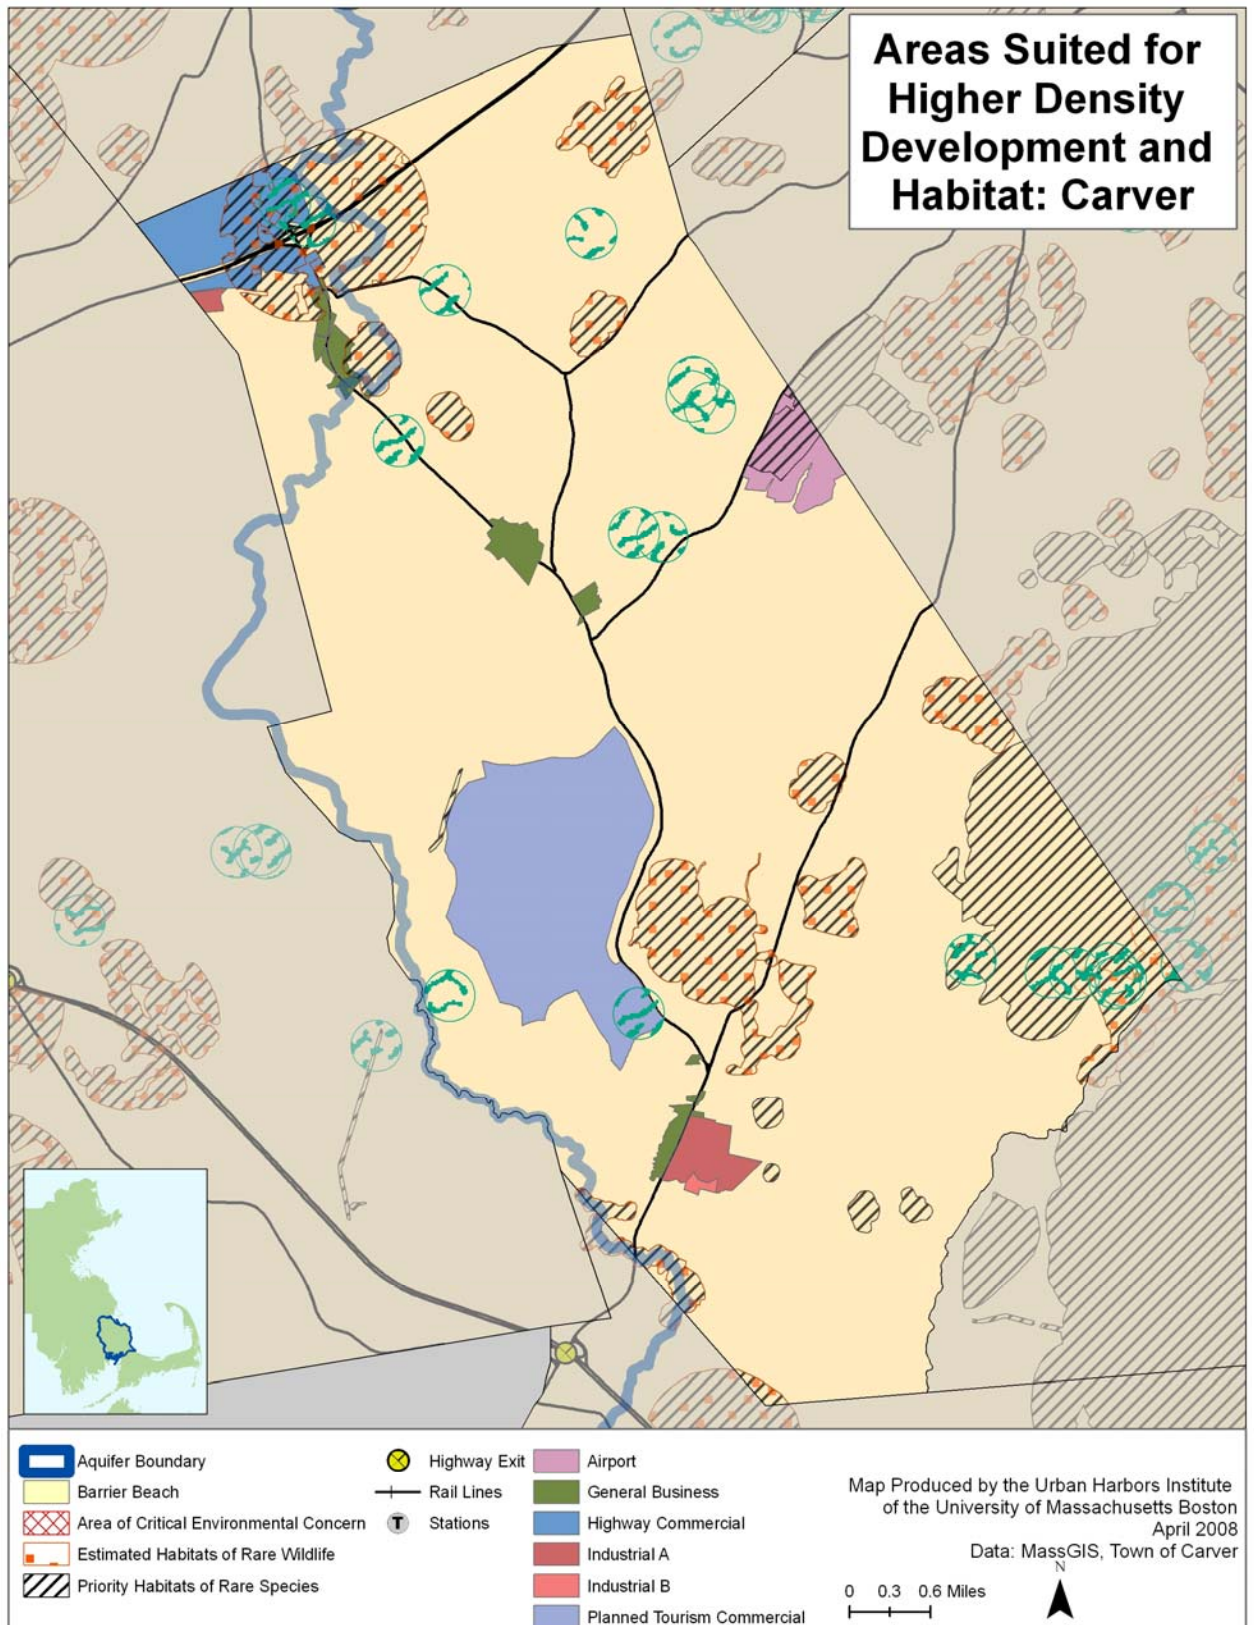 Areas Suited for
Higher Density
Development and
Habitat: Carver
Aquifer Boundary
Barrier Beach
Area of Critical Environmental Concern
Estimated Habitats of Rare Wildlife
Priority Habitats of Rare Species
Highway Exit
Rail Lines
T
Stations
Airport
General Business
Highway Commercial
Industrial A
Industrial B
Planned Tourism Commercial
Map Produced by the Urban Harbors Institute
of the University of Massachusetts Boston
April 2008
Data: MassGIS, Town of Carver
N
0 0.3 0.6 Miles